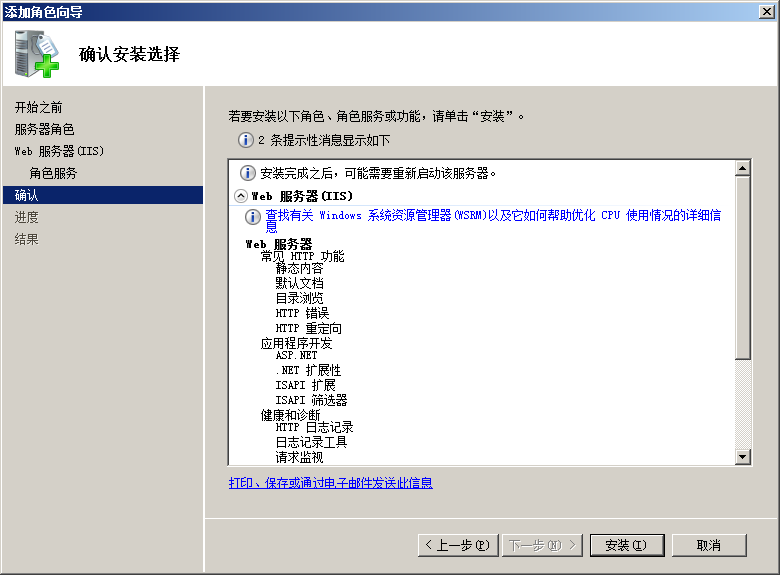 添加角色向导
确认安装选择
开始之前
服务器角色
Web 服务器(IIS)
角色服务
确认
进度
结果
若要安装以下角色、角色服务或功能，请单击“安装”。
2 条提示性消息显示如下
安装完成之后，可能需要重新启动该服务器。
Web 服务器(IIS)
查找有关 Windows 系统资源管理器(WSRM)以及它如何帮助优化 CPU 使用情况的详细信
息
Web 服务器
常见 HTTP 功能
静态内容
默认文档
目录浏览
HTTP 错误
HTTP 重定向
应用程序开发
ASP.NET
.NET 扩展性
ISAPI 扩展
ISAPI 筛选器
健康和诊断
HTTP 日志记录
日志记录工具
请求监视
打印、保存或通过电子邮件发送此信息
< 上一步(P) 下一步(N) > 安装(I) 取消